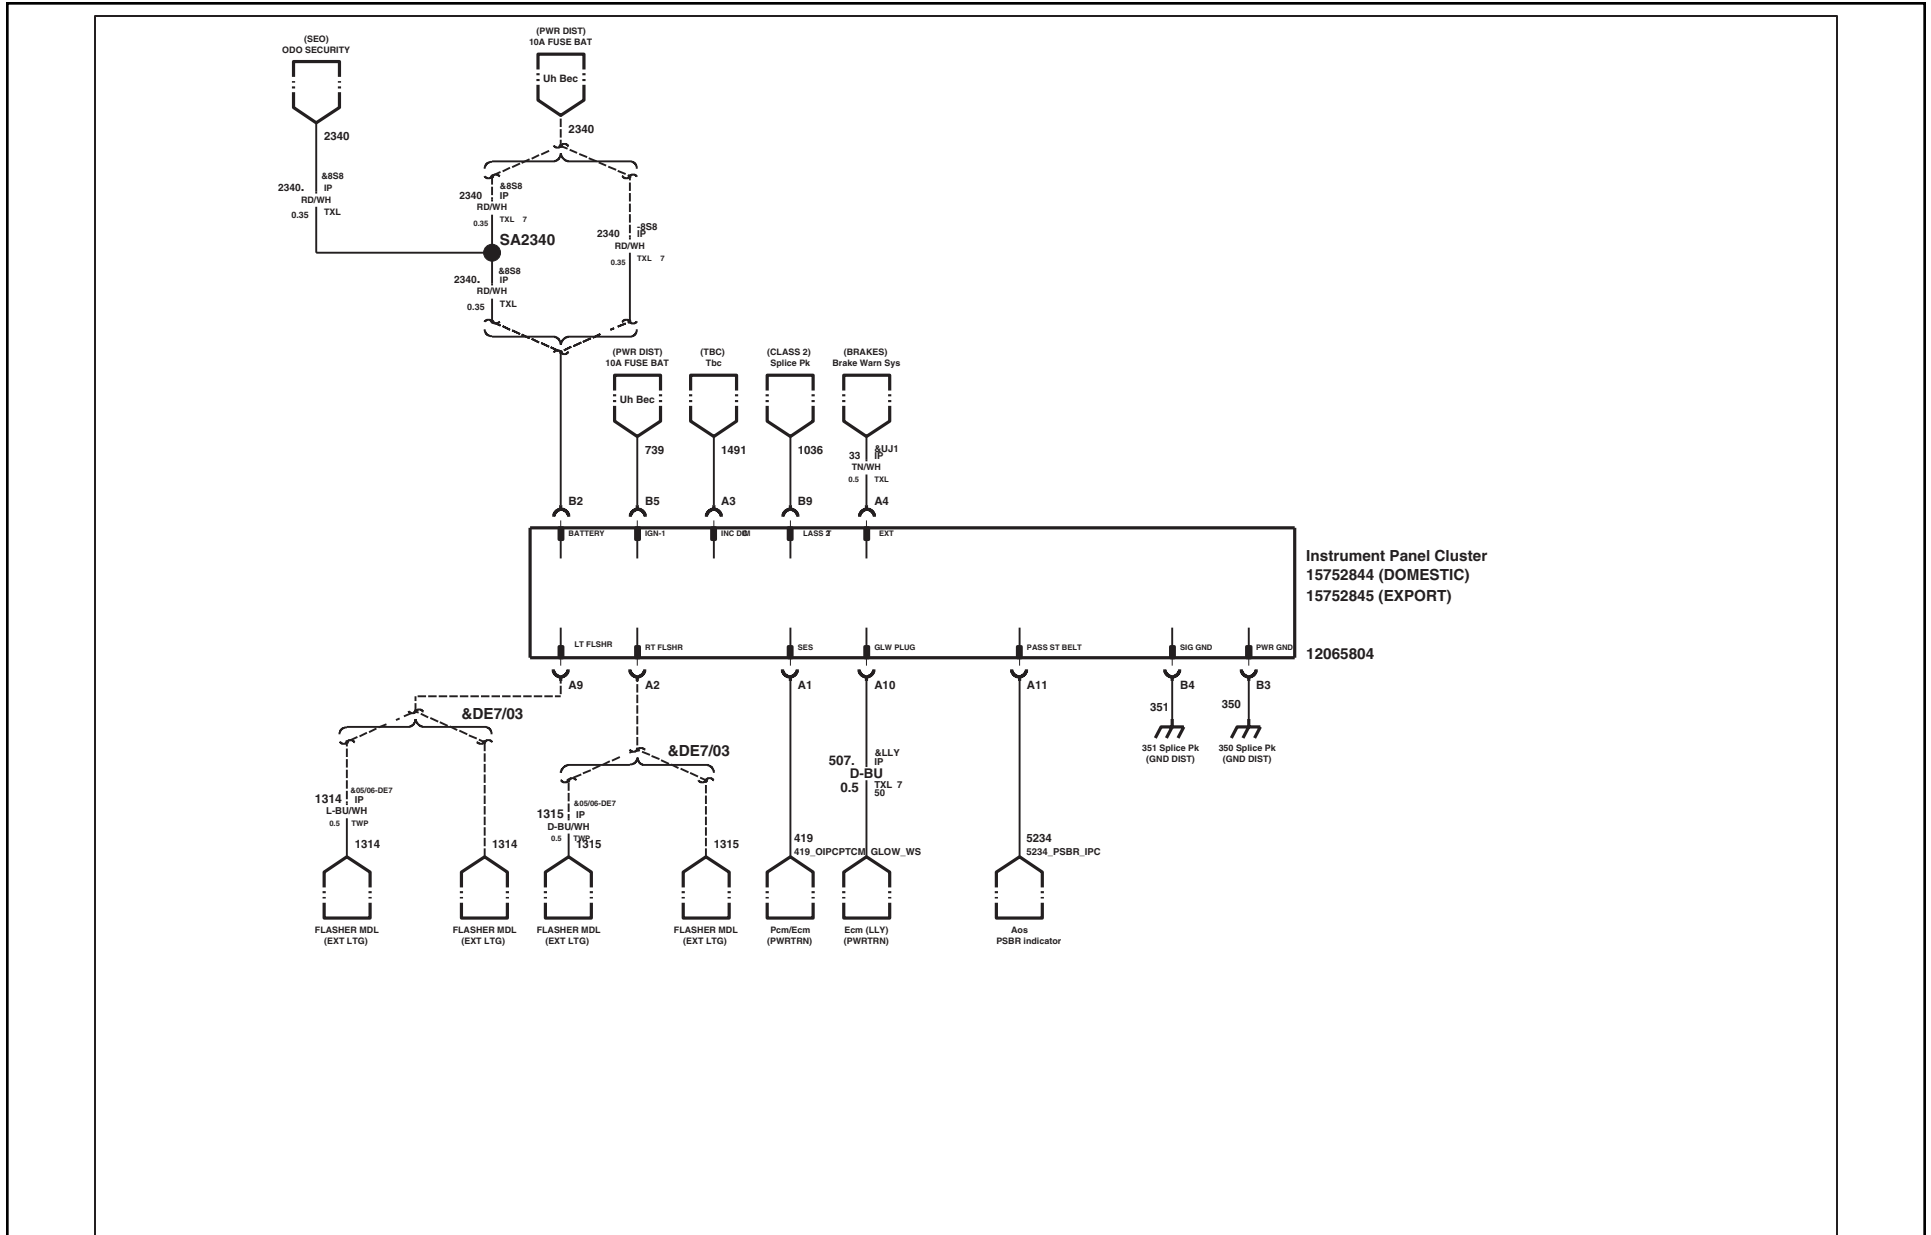 (SEO)
ODO SECURITY
(PWR DIST)
10A FUSE BAT
Uh Bec
2340
2340
&8S8
2340. IP
RD/WH
0.35 TXL
&8S8
2340 IP
RD/WH
0.35 TXL 7
SA2340
-8S8
2340 IP
RD/WH
0.35 TXL 7
&8S8
2340. IP
RD/WH
0.35 TXL
(PWR DIST)
10A FUSE BAT
Uh Bec
739
(TBC)
Tbc
1491
(CLASS 2)
Splice Pk
1036
(BRAKES)
Brake Warn Sys
&UJ1
33 IP
TN/WH
0.5 TXL
B2
B5
A3
B9
A4
BATTERY
IGN-1
INC
LASS
EXT
Instrument Panel Cluster
15752844 (DOMESTIC)
15752845 (EXPORT)
12065804
LT FLSHR
RT FLSHR
SES
GLW PLUG
PASS ST BELT
SIG GND
PWR GND
A9
A2
A1
A10
A11
B4
B3
351
350
351 Splice Pk
(GND DIST)
350 Splice Pk
(GND DIST)
&DE7/03
&DE7/03
&05/06-DE7
1314 IP
L-BU/WH
0.5 TWP
1314
1314
&05/06-DE7
1315 IP
D-BU/WH
0.5 TWP
1315
1315
&LLY
507. IP
D-BU
0.5 TXL 7
50
419
419_OIPCPTCM
GLOW_WS
5234
5234_PSBR_IPC
FLASHER MDL
(EXT LTG)
FLASHER MDL
(EXT LTG)
FLASHER MDL
(EXT LTG)
FLASHER MDL
(EXT LTG)
Pcm/Ecm
(PWRTRN)
Ecm (LLY)
(PWRTRN)
Aos
PSBR indicator